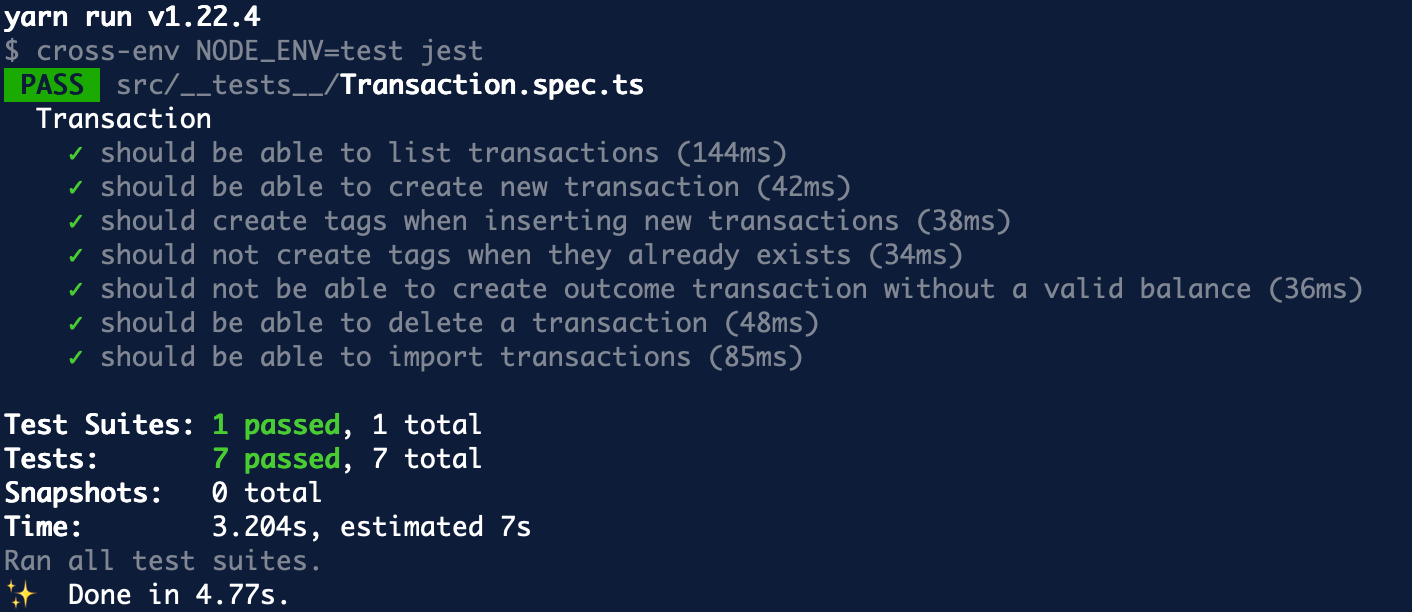 yarn run v1.22.4
$ cross-env NODE_ENV=test jest
PASS src/__tests__/Transaction.spec.ts
Transaction
✓ should be able to list transactions (144ms)
✓ should be able to create new transaction (42ms)
✓ should create tags when inserting new transactions (38ms)
✓ should not create tags when they already exists (34ms)
✓ should not be able to create outcome transaction without a valid balance (36ms)
✓ should be able to delete a transaction (48ms)
✓ should be able to import transactions (85ms)
Test Suites: 1 passed, 1 total
Tests: 7 passed, 7 total
Snapshots: 0 total
Time: 3.204s, estimated 7s
Ran all test suites.
✨ Done in 4.77s.